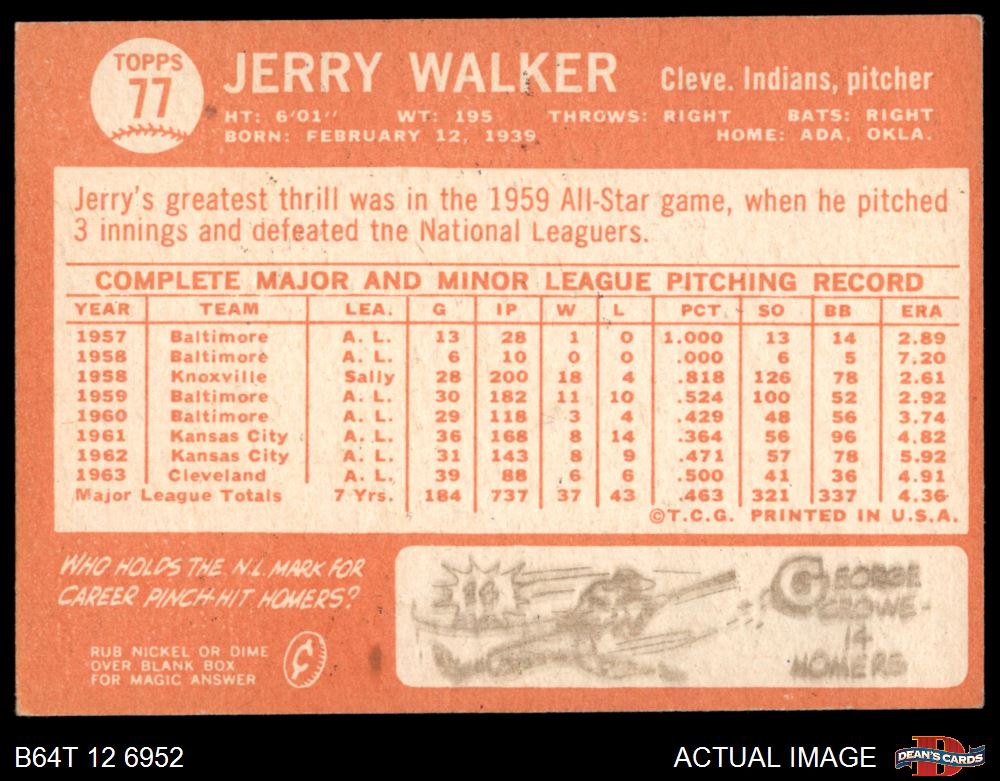 TOPPS
77
JERRY WALKER
Cleve. Indians, pitcher
HT: 6'01" WT: 195 THROWS: RIGHT BATS: RIGHT
BORN: FEBRUARY 12, 1939 HOME: ADA, OKLA.
Jerry's greatest thrill was in the 1959 All-Star game, when he pitched
3 innings and defeated the National Leaguers.
COMPLETE MAJOR AND MINOR LEAGUE PITCHING RECORD
YEAR TEAM LEA. G IP W L PCT. SO BB ERA
1957 Baltimore A. L. 13 28 1 0 1.000 13 14 2.89
1958 Baltimore A. L. 6 10 0 0 .000 6 5 7.20
1958 Knoxville Sally 28 200 18 4 .818 126 78 2.61
1959 Baltimore A. L. 30 182 11 10 .524 100 52 2.92
1960 Baltimore A. L. 29 118 3 4 .429 48 56 3.74
1961 Kansas City A. L. 36 168 8 14 .364 56 96 4.82
1962 Kansas City A. L. 31 143 8 9 .471 57 78 5.92
1963 Cleveland A. L. 39 88 6 6 .500 41 36 4.91
Major League Totals 7 Yrs. 184 737 37 43 .463 321 337 4.36
©T.C.G. PRINTED IN U.S.A.
WHO HOLDS THE N.L. MARK FOR
CAREER PINCH-HIT HOMERS?
RUB NICKEL OR DIME
OVER BLANK BOX
FOR MAGIC ANSWER
¢
14
GEORGE
CROWE-
14
HOMERS
B64T 12 6952
ACTUAL IMAGE
D
DEAN'S CARDS